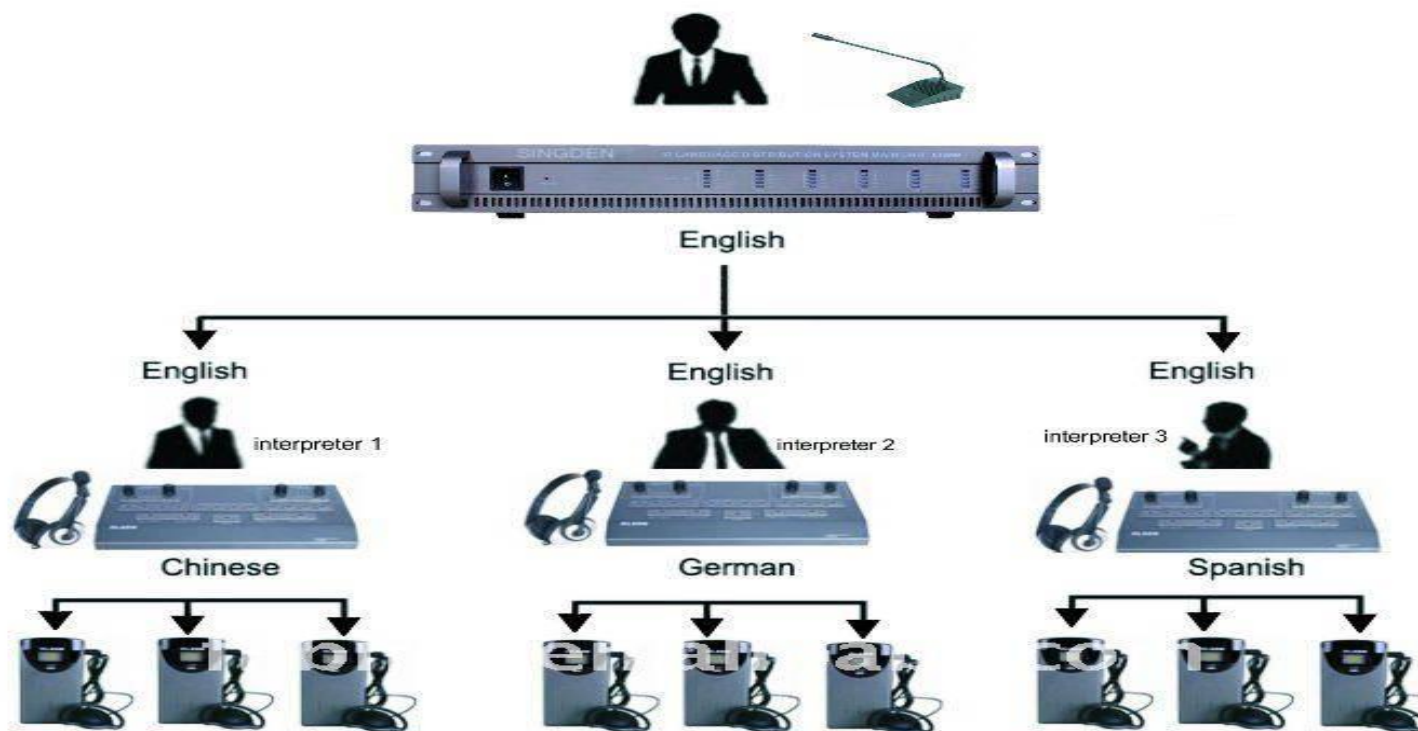 SINGDEN
English
English
English
English
interpreter 1
interpreter 2
interpreter 3
Chinese
German
Spanish